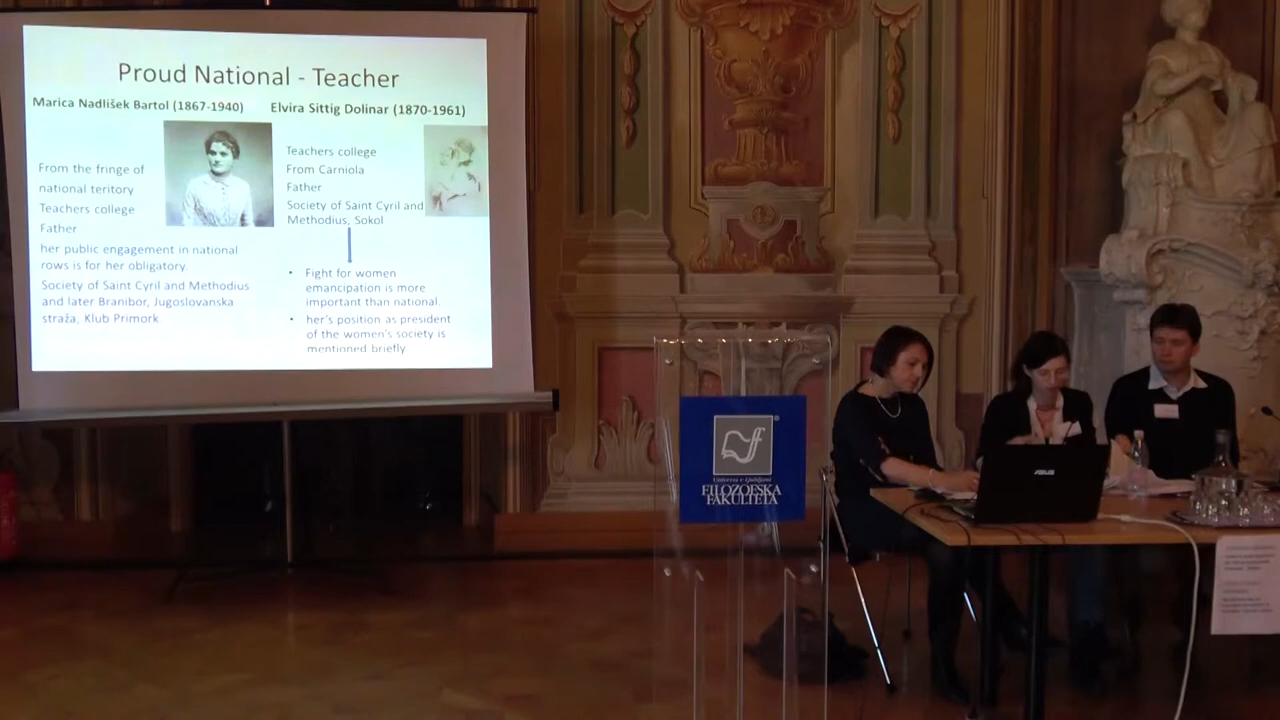 Proud National - Teacher
Marica Nadlišek Bartol (1867-1940)
From the fringe of
national teritory
Teachers college
Father
her public engagement in national
rows is for her obligatory.
Society of Saint Cyril and Methodius
and later Branibor, Jugoslovanska
straža, Klub Primork
Elvira Sittig Dolinar (1870-1961)
Teachers college
From Carniola
Father
Society of Saint Cyril and
Methodius, Sokol
• Fight for women
emancipation is more
important than national.
• her's position as president
of the women's society is
mentioned briefly
Univerza v Ljubljani
FILOZOFSKA
FAKULTETA
ASUS